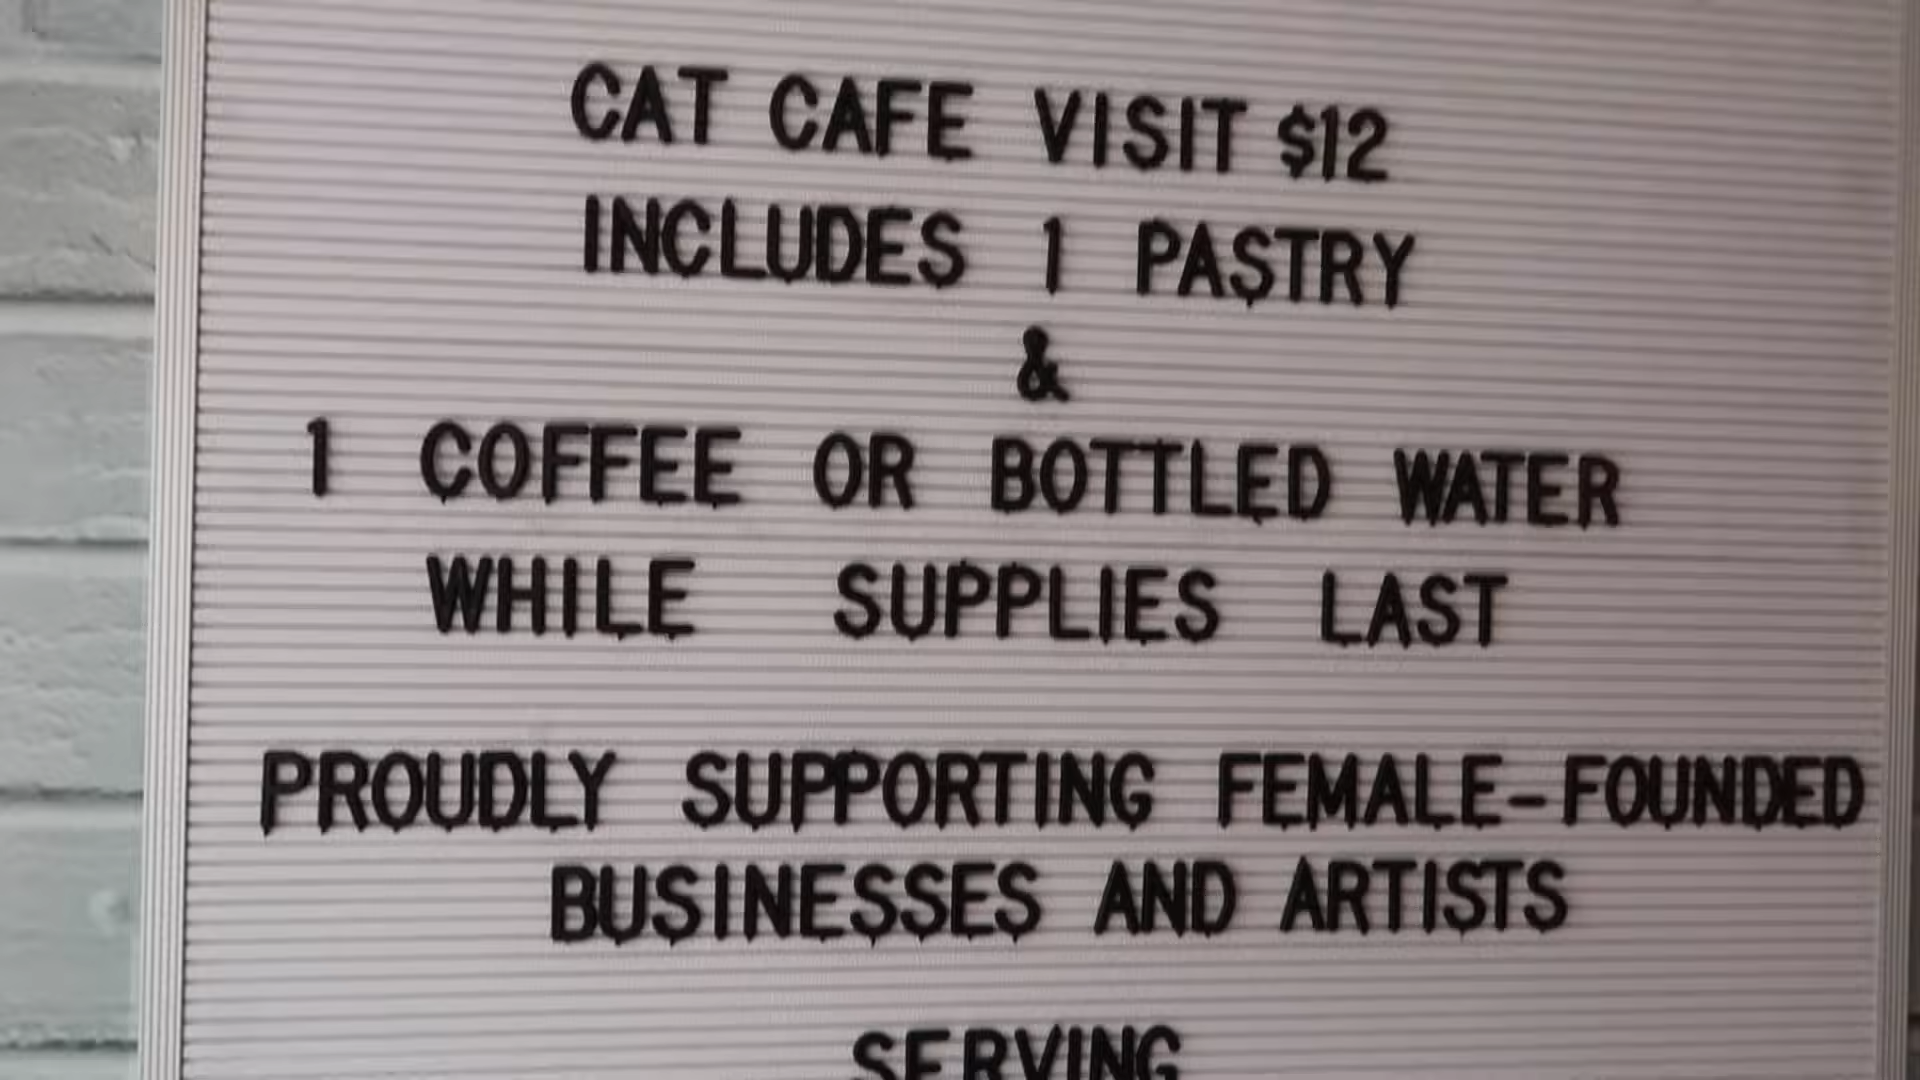 CAT CAFE VISIT $12
INCLUDES 1 PASTRY
&
1 COFFEE OR BOTTLED WATER
WHILE SUPPLIES LAST
PROUDLY SUPPORTING FEMALE-FOUNDED
BUSINESSES AND ARTISTS
SERVING